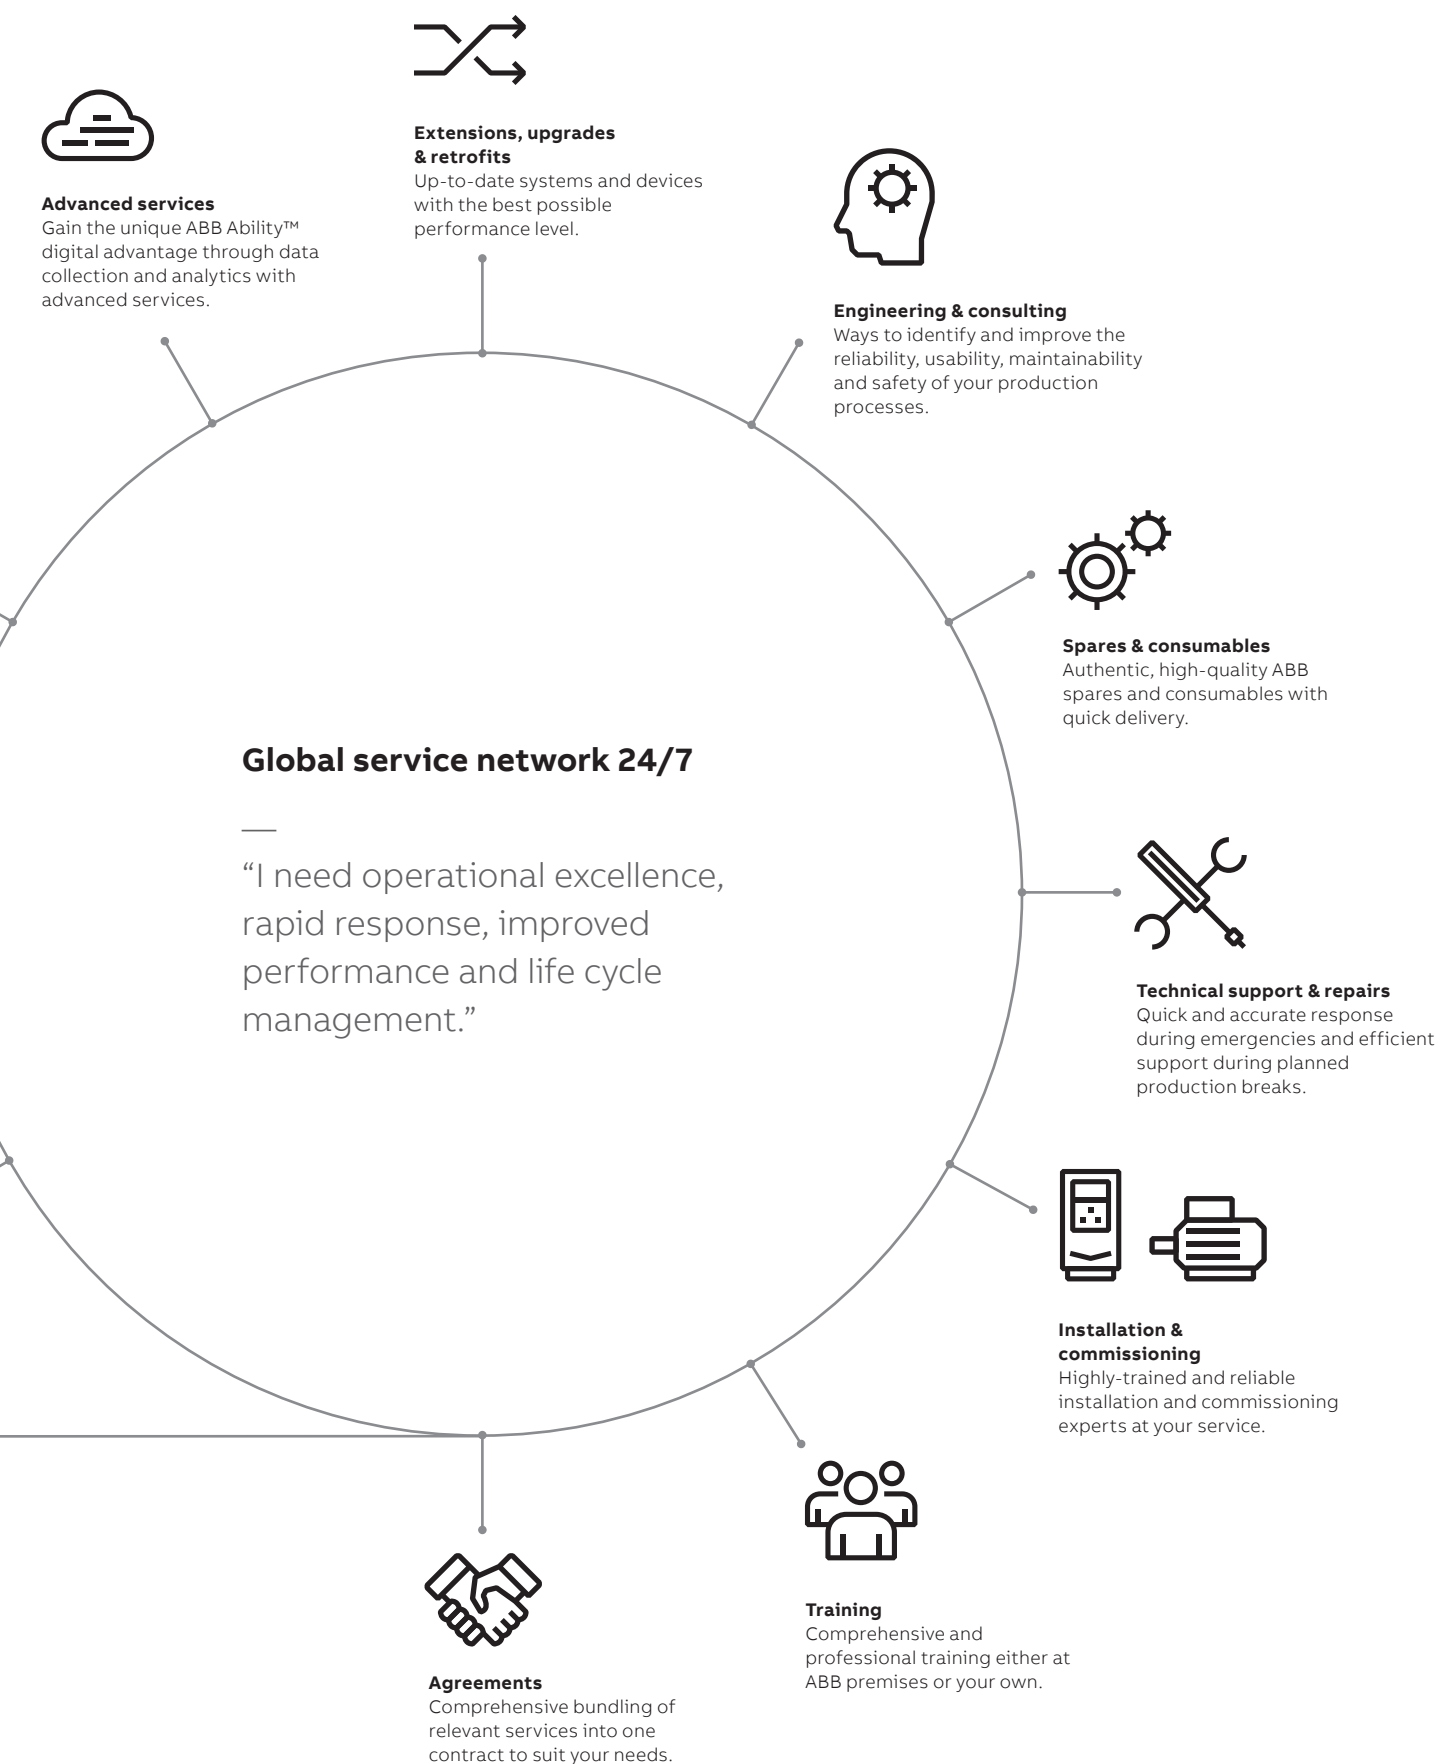 Extensions, upgrades
& retrofits
Up-to-date systems and devices
with the best possible
performance level.
Advanced services
Gain the unique ABB Ability™
digital advantage through data
collection and analytics with
advanced services.
Engineering & consulting
Ways to identify and improve the
reliability, usability, maintainability
and safety of your production
processes.
Spares & consumables
Authentic, high-quality ABB
spares and consumables with
quick delivery.
Global service network 24/7
—
“I need operational excellence,
rapid response, improved
performance and life cycle
management.”
Technical support & repairs
Quick and accurate response
during emergencies and efficient
support during planned
production breaks.
Installation &
commissioning
Highly-trained and reliable
installation and commissioning
experts at your service.
Training
Comprehensive and
professional training either at
ABB premises or your own.
Agreements
Comprehensive bundling of
relevant services into one
contract to suit your needs.